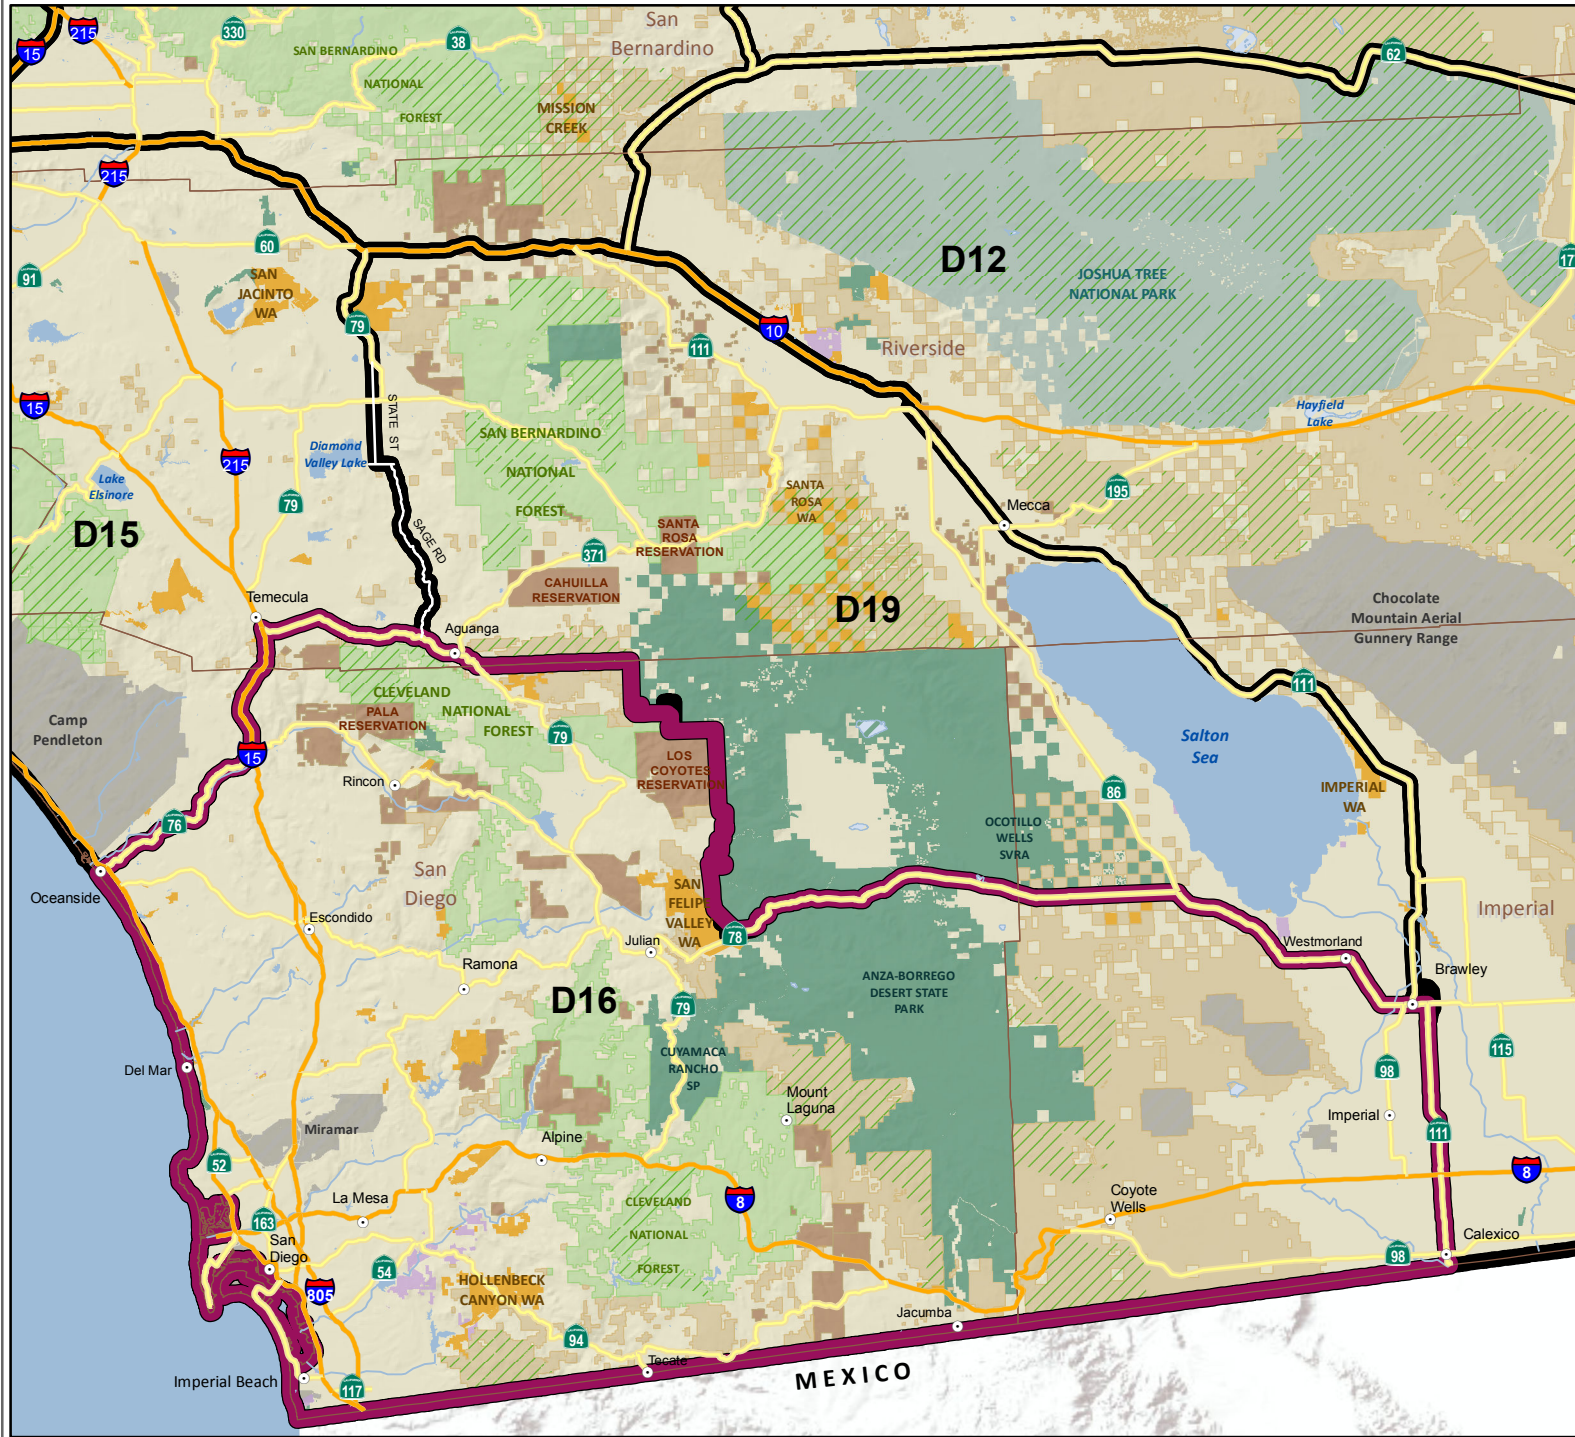 San
Bernardino
215
15
330
38
62
SAN BERNARDINO
NATIONAL
FOREST
MISSION
CREEK
215
60
91
SAN
JACINTO
WA
79
111
10
D12
JOSHUA TREE
NATIONAL PARK
177
Riverside
15
STATE ST
Hayfield
Lake
Diamond
Valley Lake
215
SAN BERNARDINO
NATIONAL
FOREST
Lake
Elsinore
79
SANTA
ROSA
WA
195
Mecca
D15
SAGE RD
SANTA
ROSA
RESERVATION
371
CAHUILLA
RESERVATION
D19
Chocolate
Mountain Aerial
Gunnery Range
Temecula
Aguanga
CLEVELAND
NATIONAL
FOREST
PALA
RESERVATION
Camp
Pendleton
15
79
111
LOS
COYOTES
RESERVATION
Salton
Sea
Rincon
86
IMPERIAL
WA
76
OCOTILLO
WELLS
SVRA
Oceanside
San
Diego
SAN
FELIPE
VALLEY
WA
Imperial
Escondido
78
Julian
Westmorland
Ramona
Brawley
ANZA-BORREGO
DESERT STATE
PARK
D16
79
CUYAMACA
RANCHO
SP
115
98
Del Mar
Mount
Laguna
Imperial
Miramar
111
Alpine
52
8
8
La Mesa
CLEVELAND
NATIONAL
FOREST
Coyote
Wells
163
San
Diego
54
98
Calexico
HOLLENBECK
CANYON WA
805
Jacumba
94
Tecate
MEXICO
Imperial Beach
117